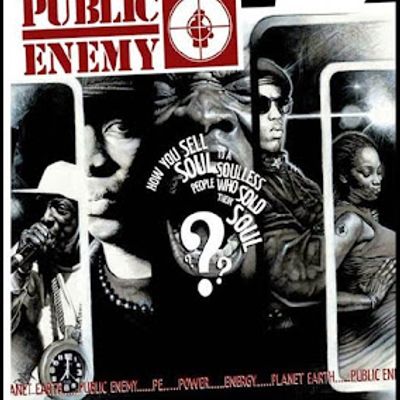 PUBLIC
ENEMY
HOW YOU SELL
SOUL
TO A
SOULLESS
PEOPLE WHO SOLD
THEIR SOUL
???
ANET EARTH......PUBLIC ENEMY......PE......POWER......ENERGY......PLANET EARTH......PUBLIC EN